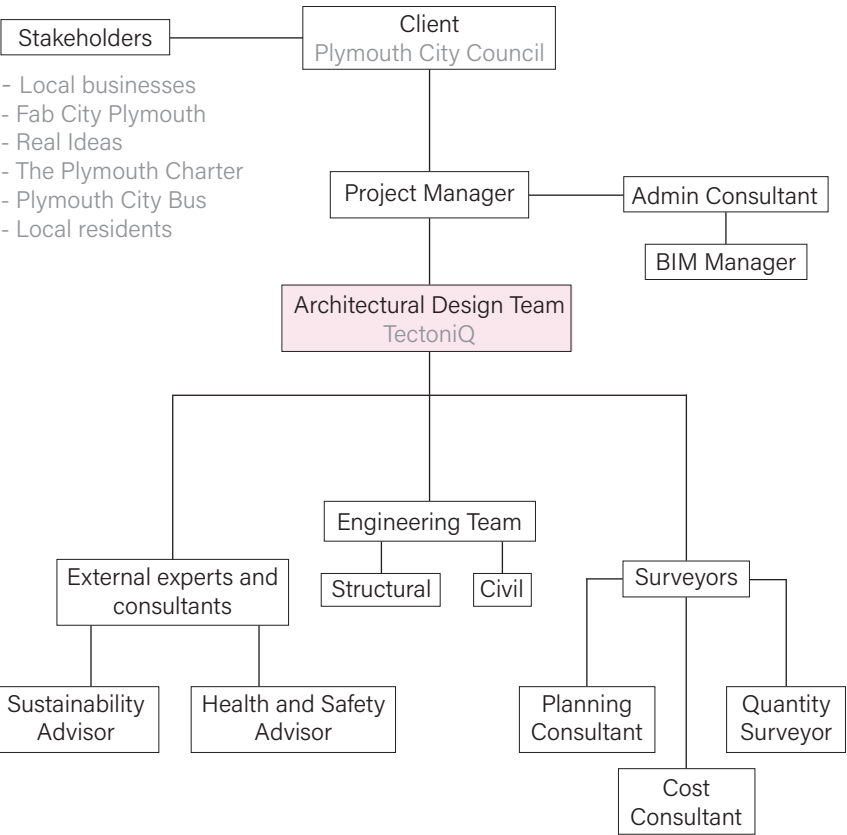 Stakeholders
Client
Plymouth City Council
- Local businesses
- Fab City Plymouth
- Real Ideas
- The Plymouth Charter
- Plymouth City Bus
- Local residents
Project Manager
Admin Consultant
BIM Manager
Architectural Design Team
TectoniQ
Engineering Team
Structural
Civil
External experts and
consultants
Surveyors
Sustainability
Advisor
Health and Safety
Advisor
Planning
Consultant
Quantity
Surveyor
Cost
Consultant